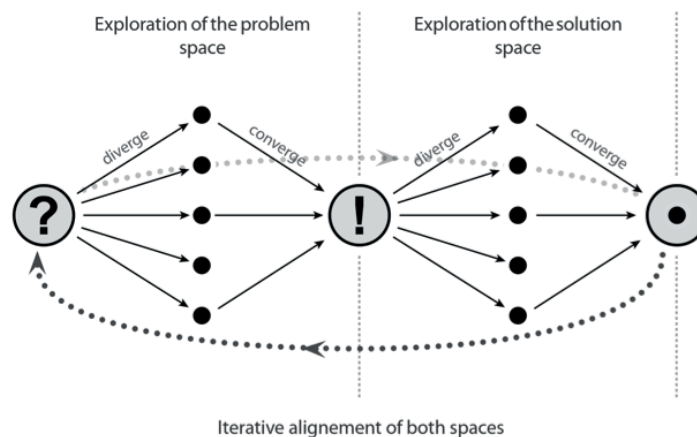 Exploration of the problem
space
Exploration of the solution
space
diverge
converge
diverge
converge
?
!
Iterative alignement of both spaces